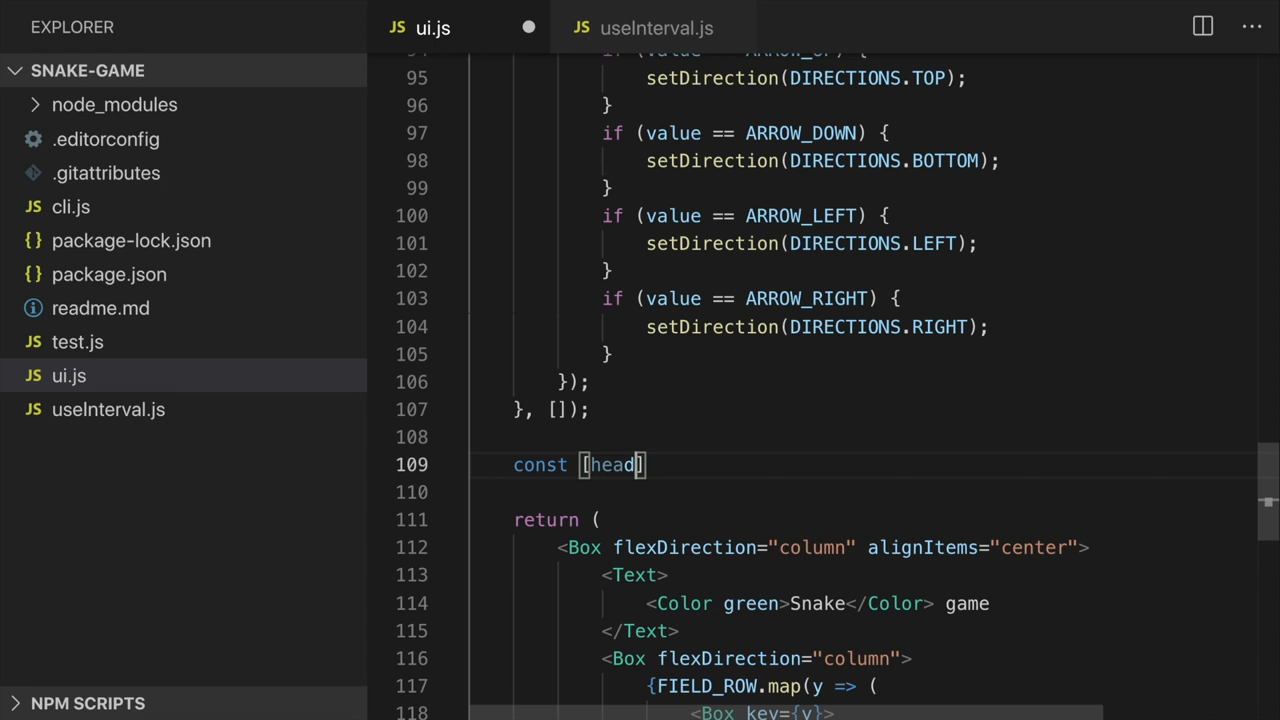 EXPLORER
SNAKE-GAME
node_modules
.editorconfig
.gitattributes
JS cli.js
{} package-lock.json
{} package.json
readme.md
JS test.js
JS ui.js
JS useInterval.js
NPM SCRIPTS
JS ui.js
JS useInterval.js
94 if (value == ARROW_UP) {
95 setDirection(DIRECTIONS.TOP);
96 }
97 if (value == ARROW_DOWN) {
98 setDirection(DIRECTIONS.BOTTOM);
99 }
100 if (value == ARROW_LEFT) {
101 setDirection(DIRECTIONS.LEFT);
102 }
103 if (value == ARROW_RIGHT) {
104 setDirection(DIRECTIONS.RIGHT);
105 }
106 });
107 }, []);
108
109 const [head]
110
111 return (
112 <Box flexDirection="column" alignItems="center">
113 <Text>
114 <Color green>Snake</Color> game
115 </Text>
116 <Box flexDirection="column">
117 {FIELD_ROW.map(y => (
118 <Box key={y}>